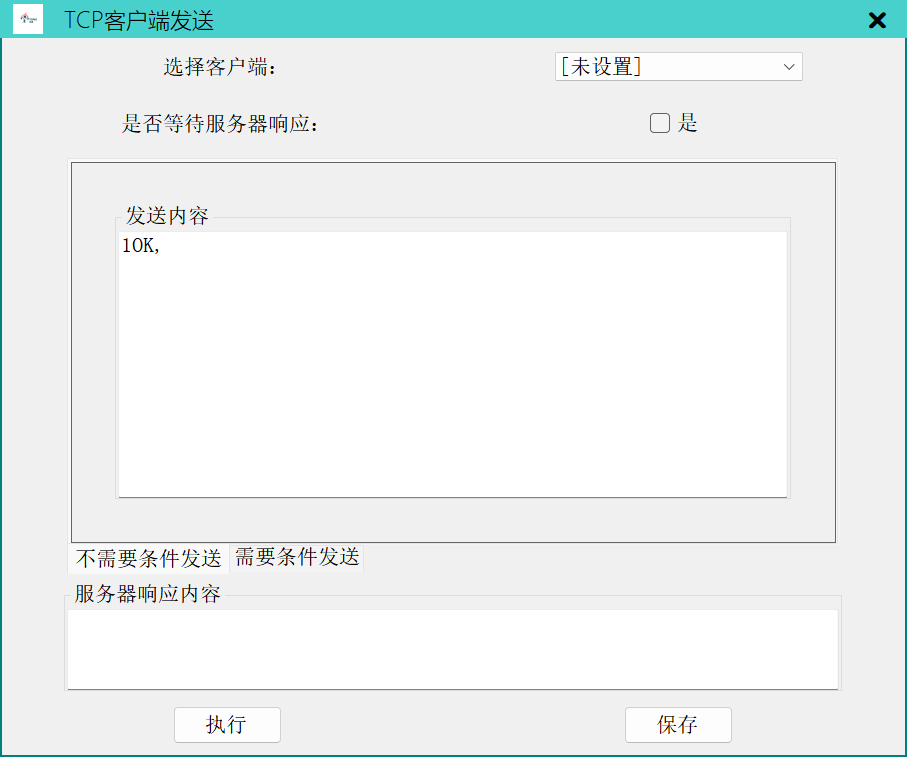 TCP客户端发送
选择客户端：
[未设置]
是否等待服务器响应：
是
发送内容
1OK,
不需要条件发送
需要条件发送
服务器响应内容
执行
保存